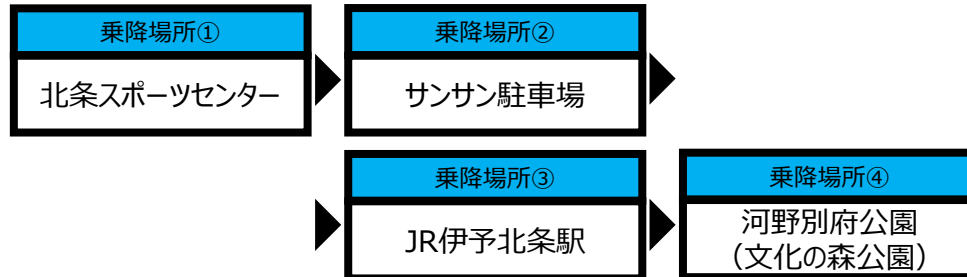 乗降場所①
北条スポーツセンター
乗降場所②
サンサン駐車場
乗降場所③
JR伊予北条駅
乗降場所④
河野別府公園
（文化の森公園）